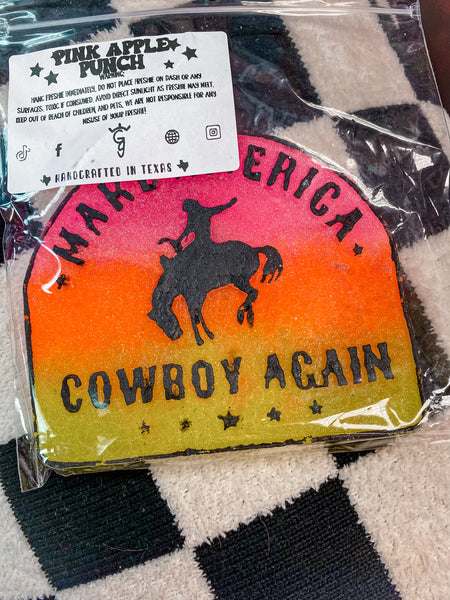 PINK APPLE
PUNCH
WARNING:
HANG FRESHIE IMMEDIATELY, DO NOT PLACE FRESHIE ON DASH OR ANY
SURFACES, TOXIC IF CONSUMED, AVOID DIRECT SUNLIGHT AS FRESHIE MAY MELT,
KEEP OUT OF REACH OF CHILDREN, AND PETS, WE ARE NOT RESPONSIBLE FOR ANY
MISUSE OF YOUR FRESHIE!
HANDCRAFTED IN TEXAS
MAKE AMERICA
COWBOY AGAIN